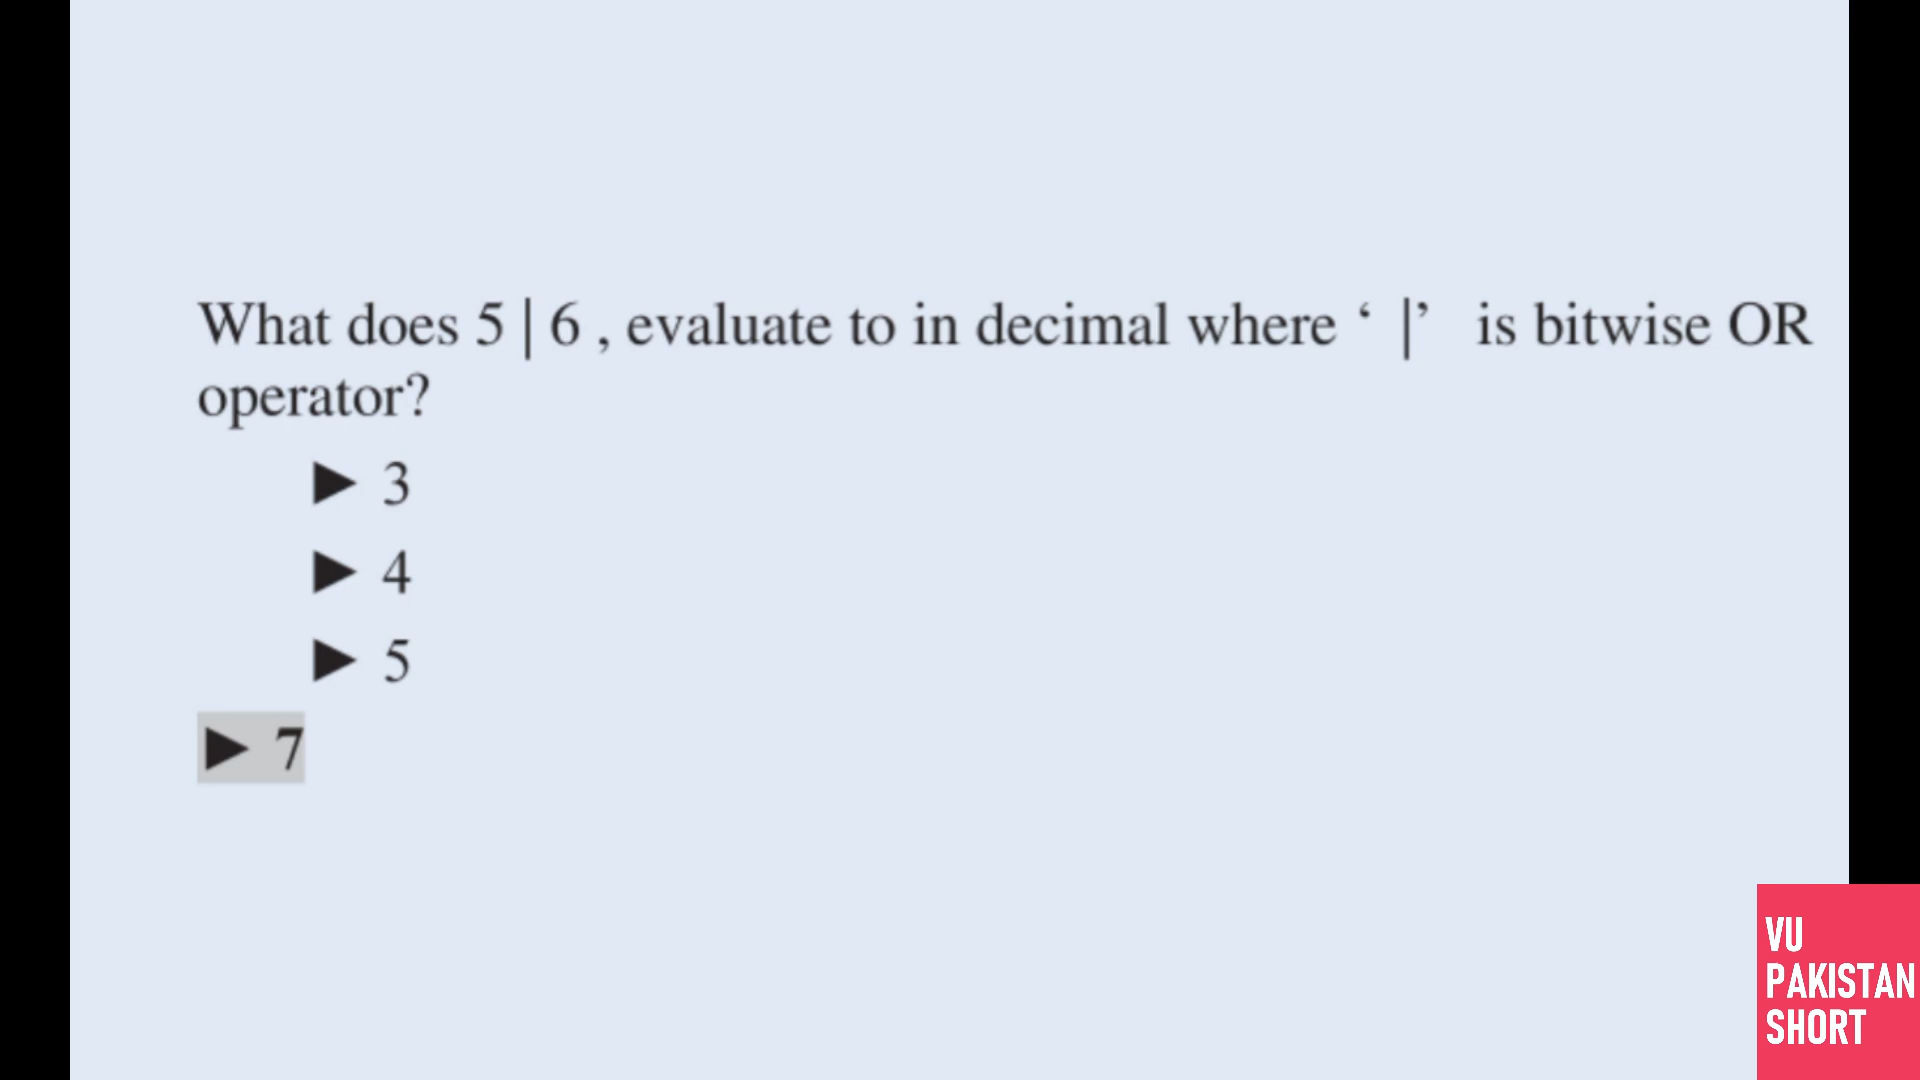 What does 5 | 6 , evaluate to in decimal where ‘ |’ is bitwise OR
operator?
► 3
► 4
► 5
► 7
VU
PAKISTAN
SHORT